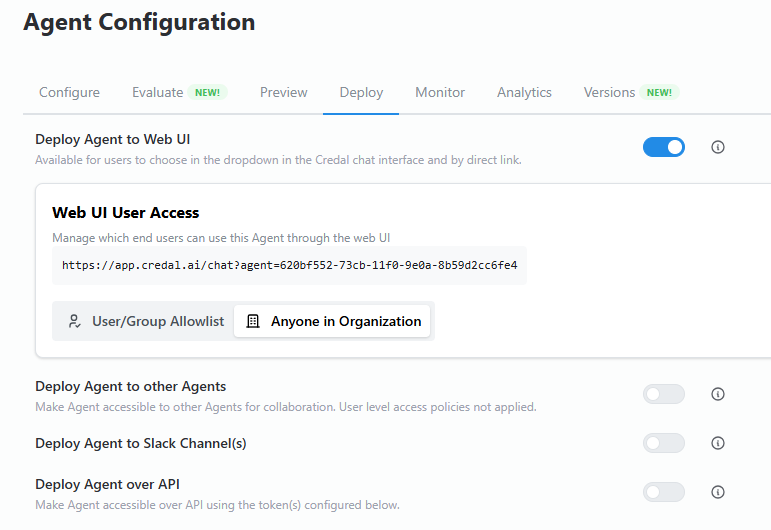 Agent Configuration
Configure Evaluate NEW! Preview Deploy Monitor Analytics Versions NEW!
Deploy Agent to Web UI
Available for users to choose in the dropdown in the Credal chat interface and by direct link.
Web UI User Access
Manage which end users can use this Agent through the web UI
https://app.credal.ai/chat?agent=620bf552-73cb-11f0-9e0a-8b59d2cc6fe4
User/Group Allowlist Anyone in Organization
Deploy Agent to other Agents
Make Agent accessible to other Agents for collaboration. User level access policies not applied.
Deploy Agent to Slack Channel(s)
Deploy Agent over API
Make Agent accessible over API using the token(s) configured below.